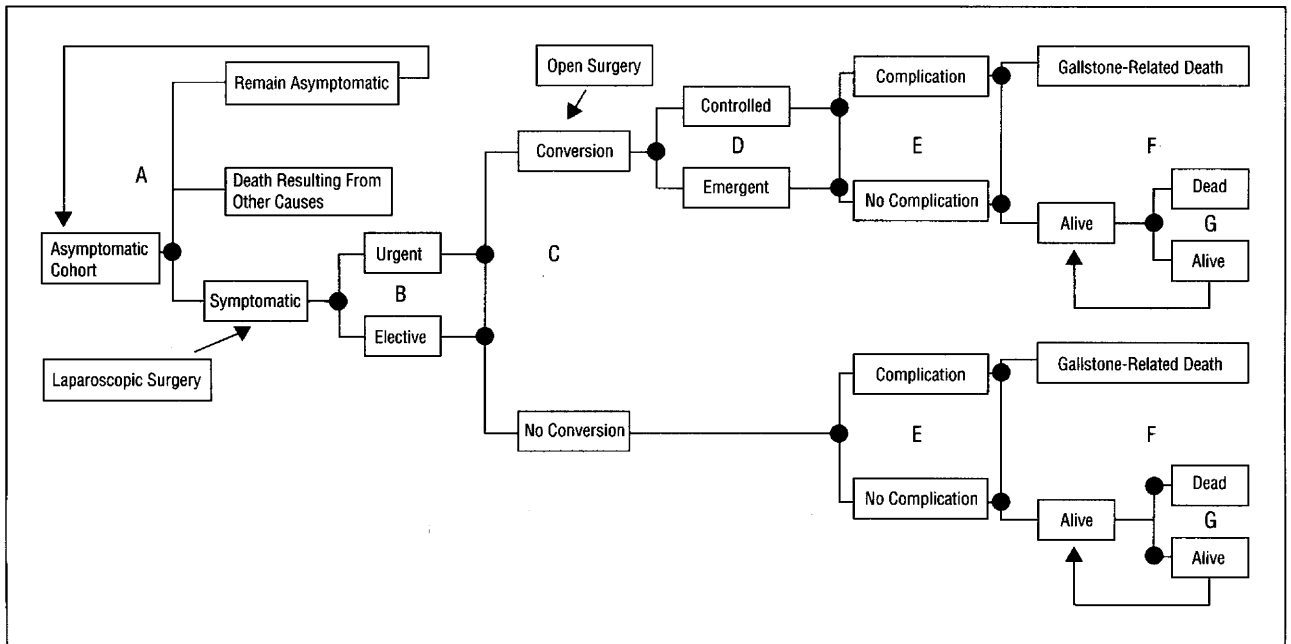 Remain Asymptomatic
A
Death Resulting From
Other Causes
Asymptomatic
Cohort
Symptomatic
Laparoscopic Surgery
Urgent
B
Elective
Open Surgery
Conversion
C
No Conversion
Controlled
D
Emergent
Complication
E
No Complication
Gallstone-Related Death
F
Alive
Dead
G
Alive
Complication
E
No Complication
Gallstone-Related Death
F
Alive
Dead
G
Alive